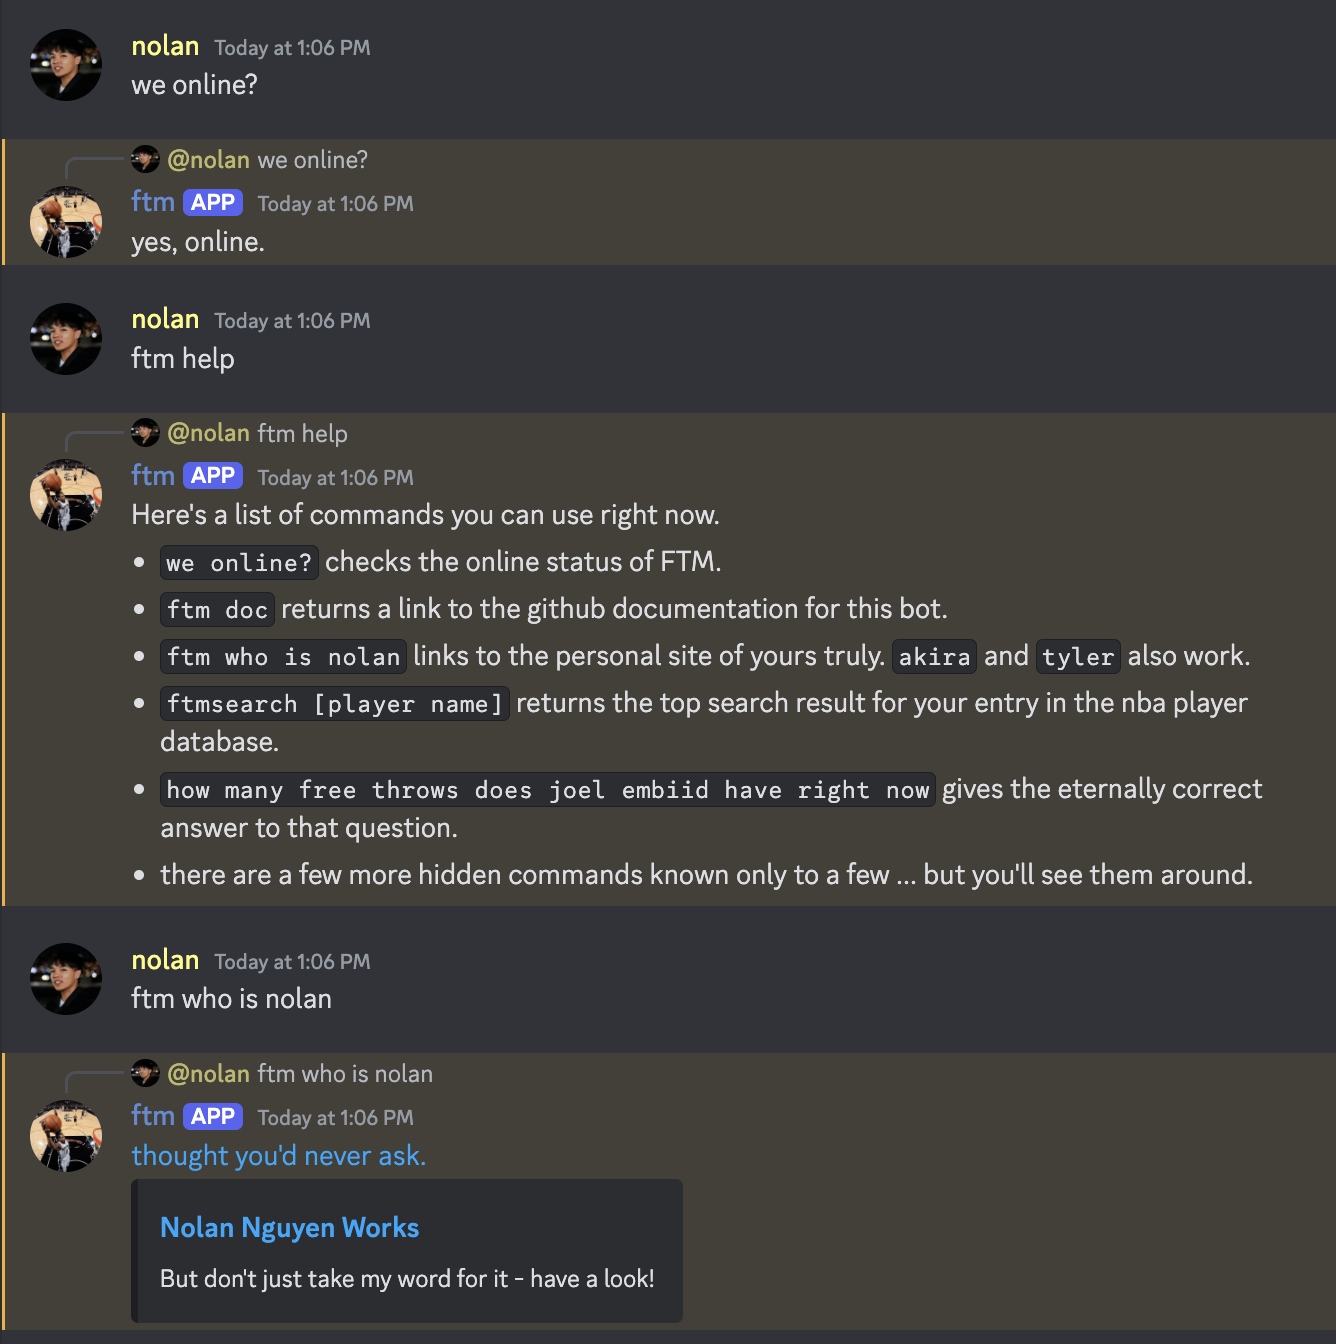 nolan Today at 1:06 PM
we online?
@nolan we online?
ftm APP Today at 1:06 PM
yes, online.
nolan Today at 1:06 PM
ftm help
@nolan ftm help
ftm APP Today at 1:06 PM
Here's a list of commands you can use right now.
• we online? checks the online status of FTM.
• ftm doc returns a link to the github documentation for this bot.
• ftm who is nolan links to the personal site of yours truly. akira and tyler also work.
• ftmsearch [player name] returns the top search result for your entry in the nba player
database.
• how many free throws does joel embiid have right now gives the eternally correct
answer to that question.
• there are a few more hidden commands known only to a few ... but you'll see them around.
nolan Today at 1:06 PM
ftm who is nolan
@nolan ftm who is nolan
ftm APP Today at 1:06 PM
thought you'd never ask.
Nolan Nguyen Works
But don't just take my word for it - have a look!